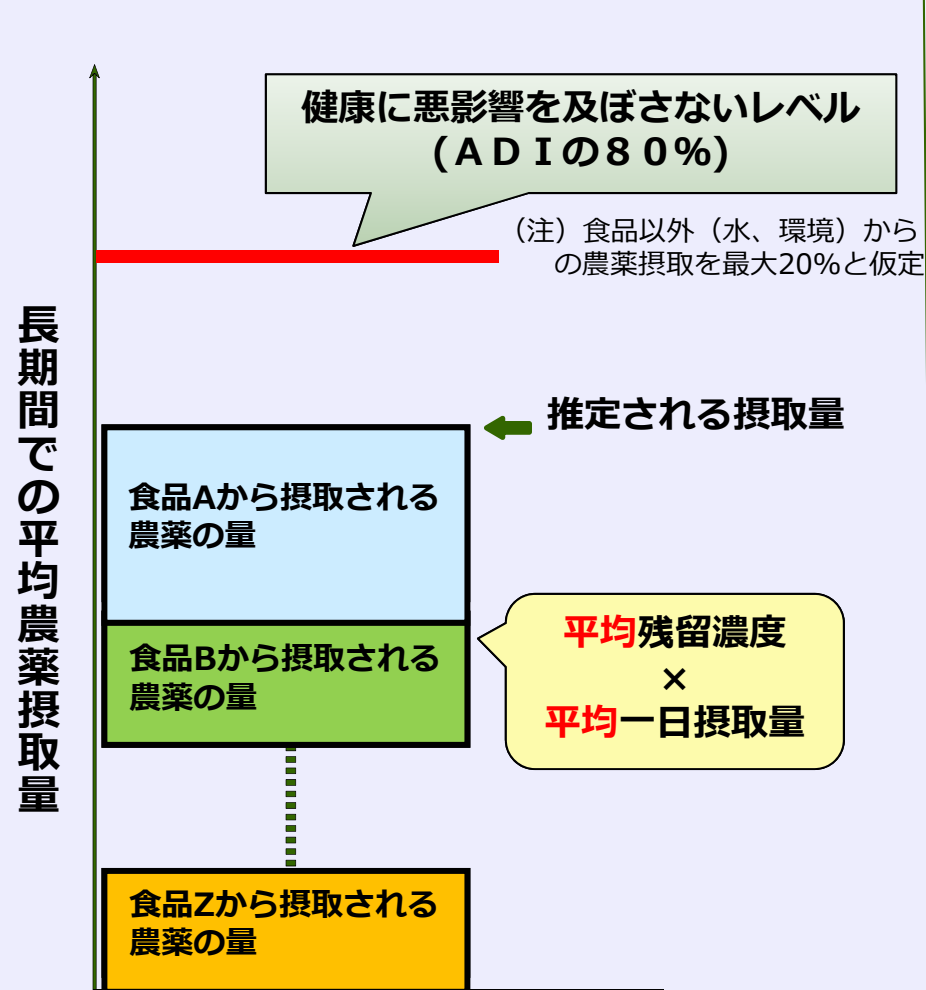 健康に悪影響を及ぼさないレベル
(ＡＤＩの８０%)
（注）食品以外（水、環境）から
の農薬摂取を最大20%と仮定
長期間での平均農薬摂取量
推定される摂取量
食品Aから摂取される
農薬の量
食品Bから摂取される
農薬の量
平均残留濃度
×
平均一日摂取量
食品Zから摂取される
農薬の量